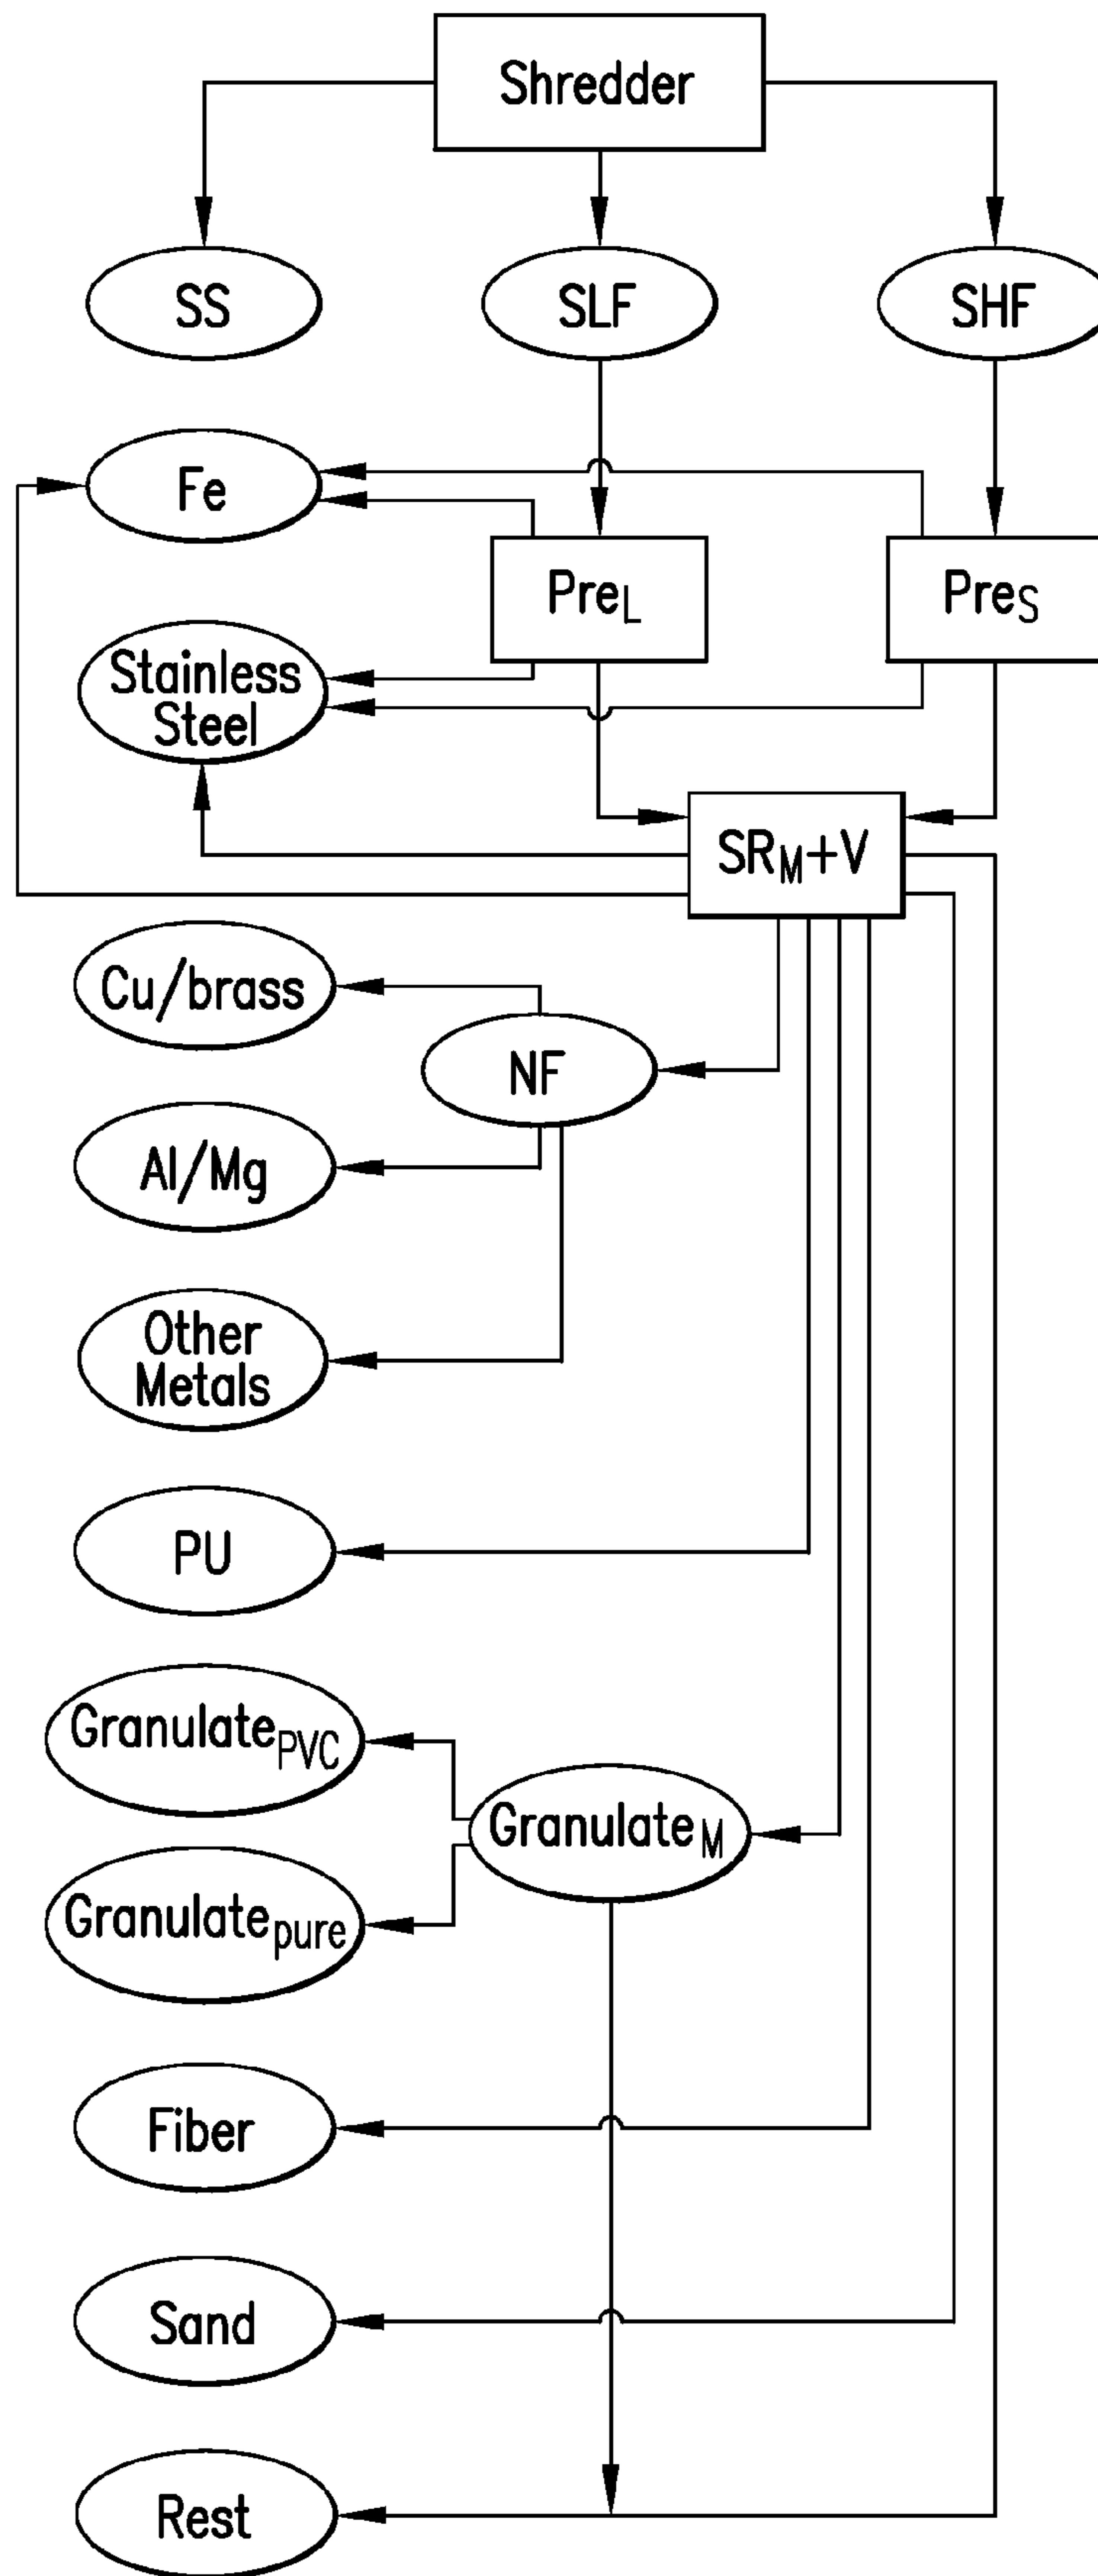 Shredder
SS
SLF
SHF
Fe
PreL
PreS
Stainless
Steel
SRM+V
Cu/brass
NF
Al/Mg
Other
Metals
PU
GranulatePVC
GranulateM
Granulatepure
Fiber
Sand
Rest